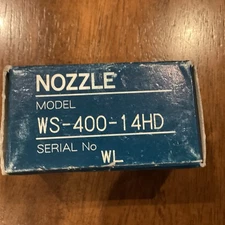 NOZZLE
MODEL
WS-400-14HD
SERIAL No
WL